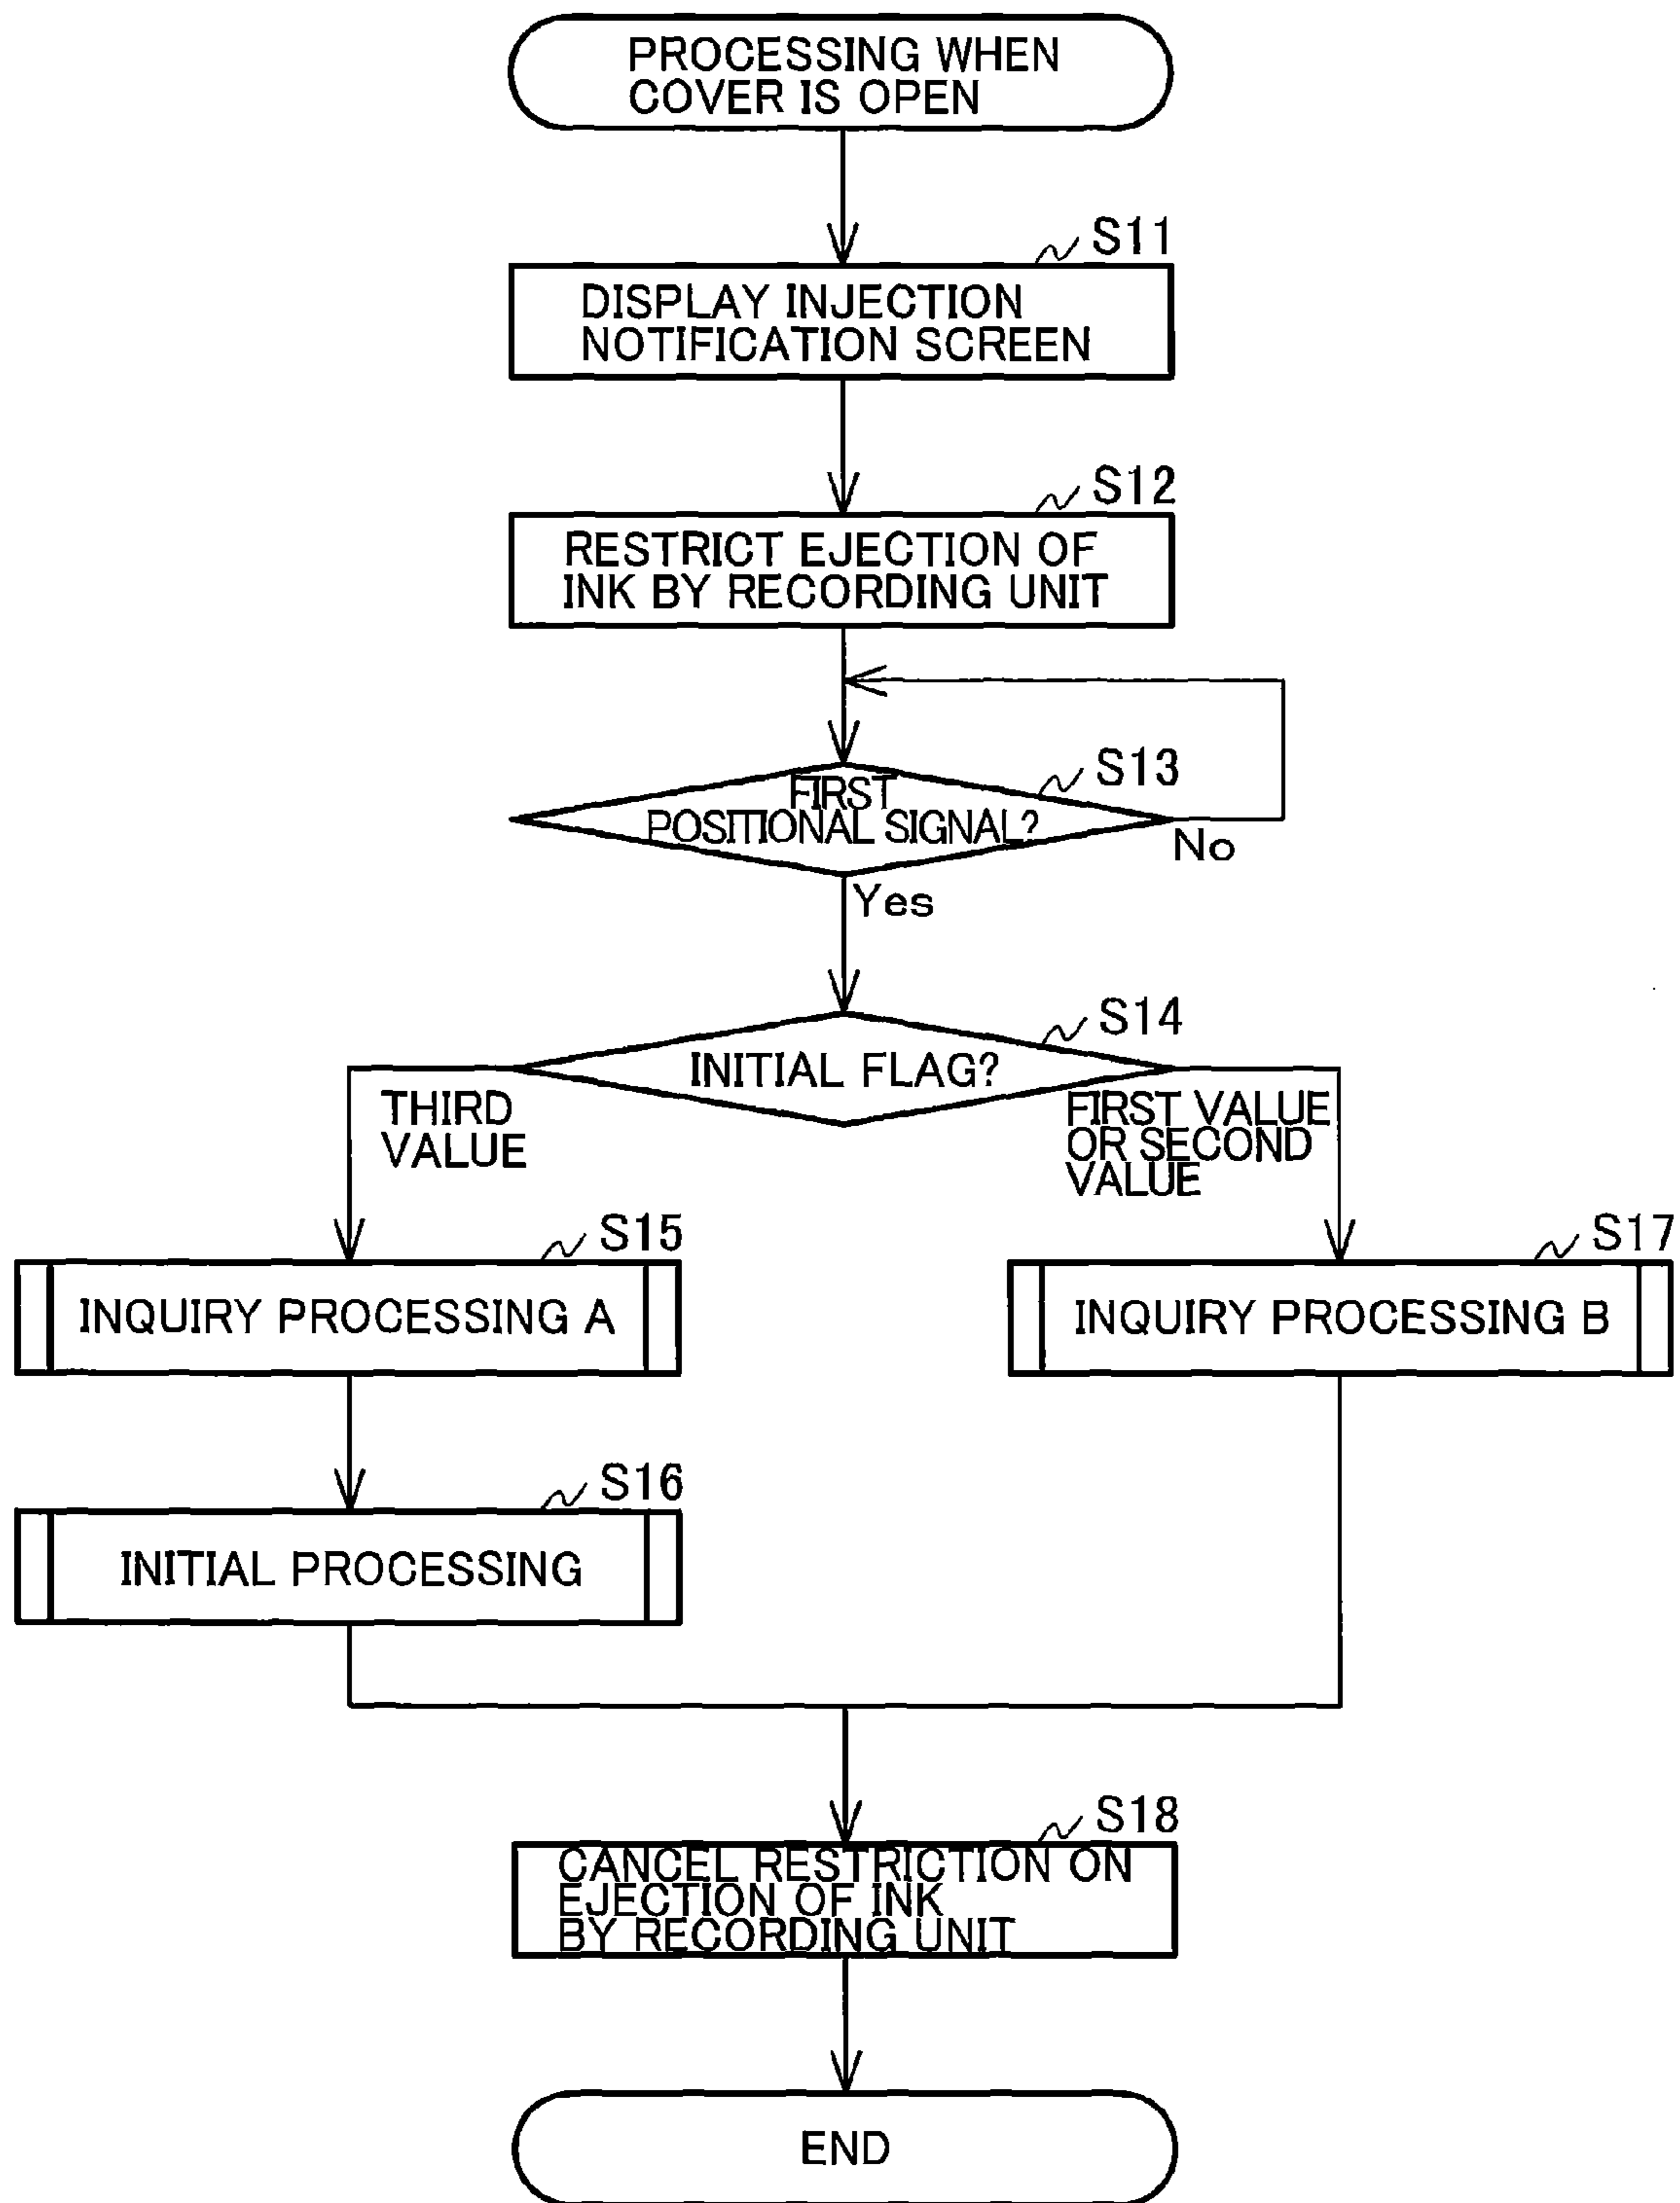 PROCESSING WHEN
COVER IS OPEN
S11
DISPLAY INJECTION
NOTIFICATION SCREEN
S12
RESTRICT EJECTION OF
INK BY RECORDING UNIT
S13
FIRST
POSITIONAL SIGNAL?
No
Yes
S14
INITIAL FLAG?
THIRD
VALUE
FIRST VALUE
OR SECOND
VALUE
S15
INQUIRY PROCESSING A
S17
INQUIRY PROCESSING B
S16
INITIAL PROCESSING
S18
CANCEL RESTRICTION ON
EJECTION OF INK
BY RECORDING UNIT
END